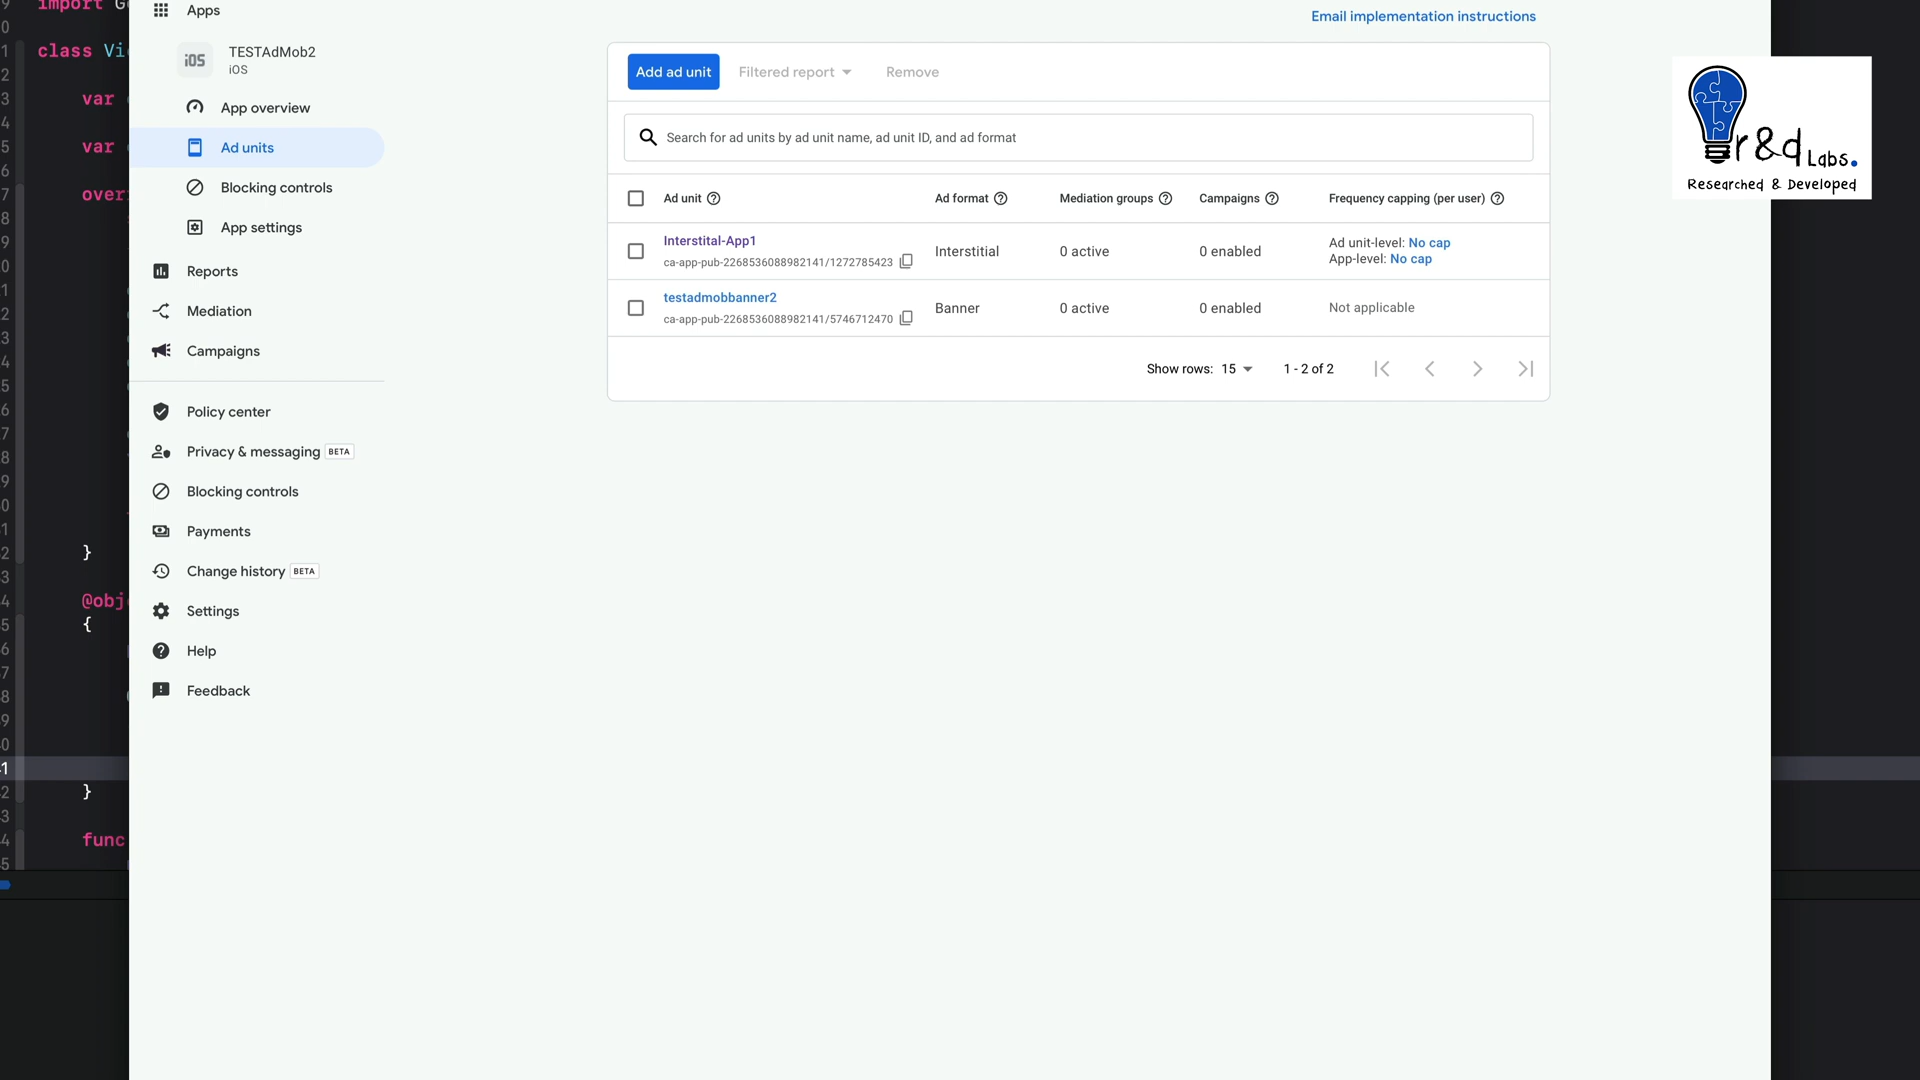 import G
class Vi
var
var
over
}
@obj
{
}
func
Apps
iOS
TESTAdMob2
iOS
App overview
Ad units
Blocking controls
App settings
Reports
Mediation
Campaigns
Policy center
Privacy & messaging BETA
Blocking controls
Payments
Change history BETA
Settings
Help
Feedback
Email implementation instructions
Add ad unit Filtered report Remove
Search for ad units by ad unit name, ad unit ID, and ad format
Ad unit Ad format Mediation groups Campaigns Frequency capping (per user)
Interstital-App1
ca-app-pub-2268536088982141/1272785423
Interstitial 0 active 0 enabled
Ad unit-level: No cap
App-level: No cap
testadmobbanner2
ca-app-pub-2268536088982141/5746712470
Banner 0 active 0 enabled Not applicable
Show rows: 15 1 - 2 of 2
r&d Labs.
Researched & Developed